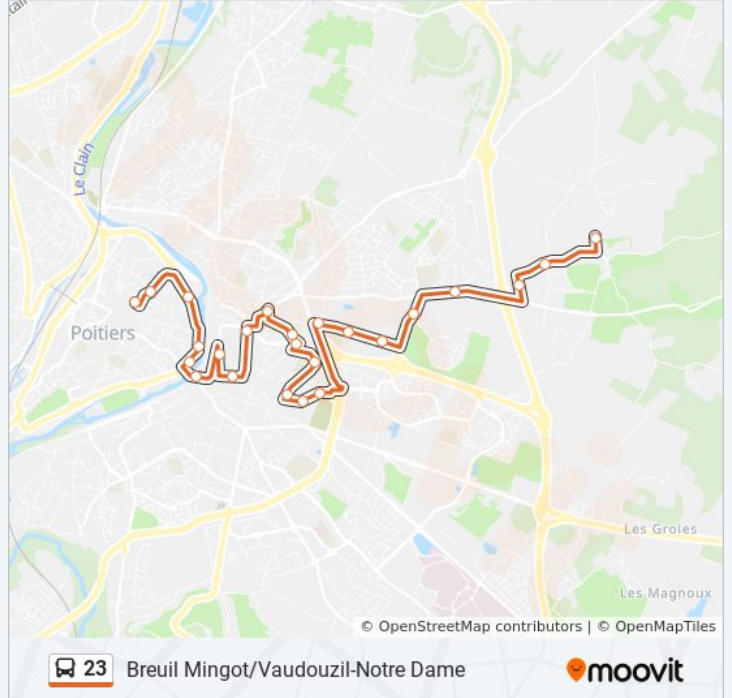 Le Clain
Poitiers
Les Groies
Les Magnoux
© OpenStreetMap contributors | © OpenMapTiles
23 Breuil Mingot/Vaudouzil-Notre Dame
moovit